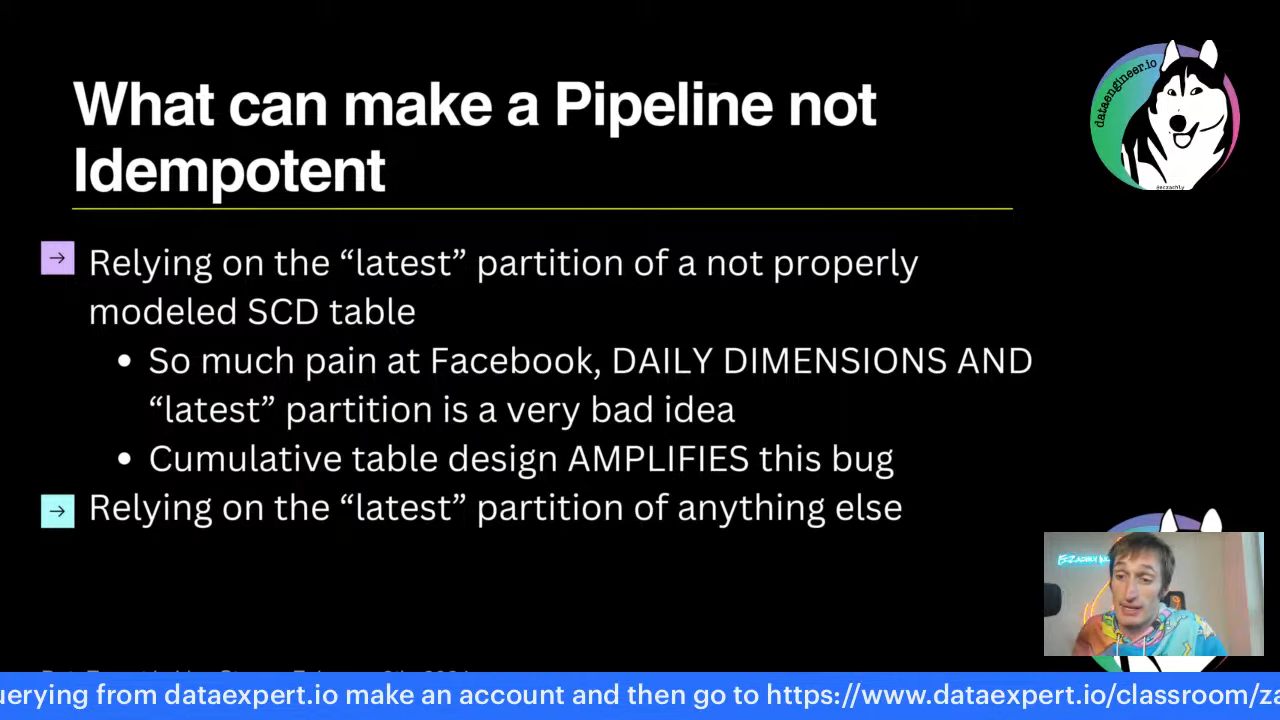 What can make a Pipeline not
Idempotent
dataengineer.io
@eczachly
→ Relying on the “latest” partition of a not properly
modeled SCD table
• So much pain at Facebook, DAILY DIMENSIONS AND
“latest” partition is a very bad idea
• Cumulative table design AMPLIFIES this bug
→ Relying on the “latest” partition of anything else
uerying from dataexpert.io make an account and then go to https://www.dataexpert.io/classroom/za